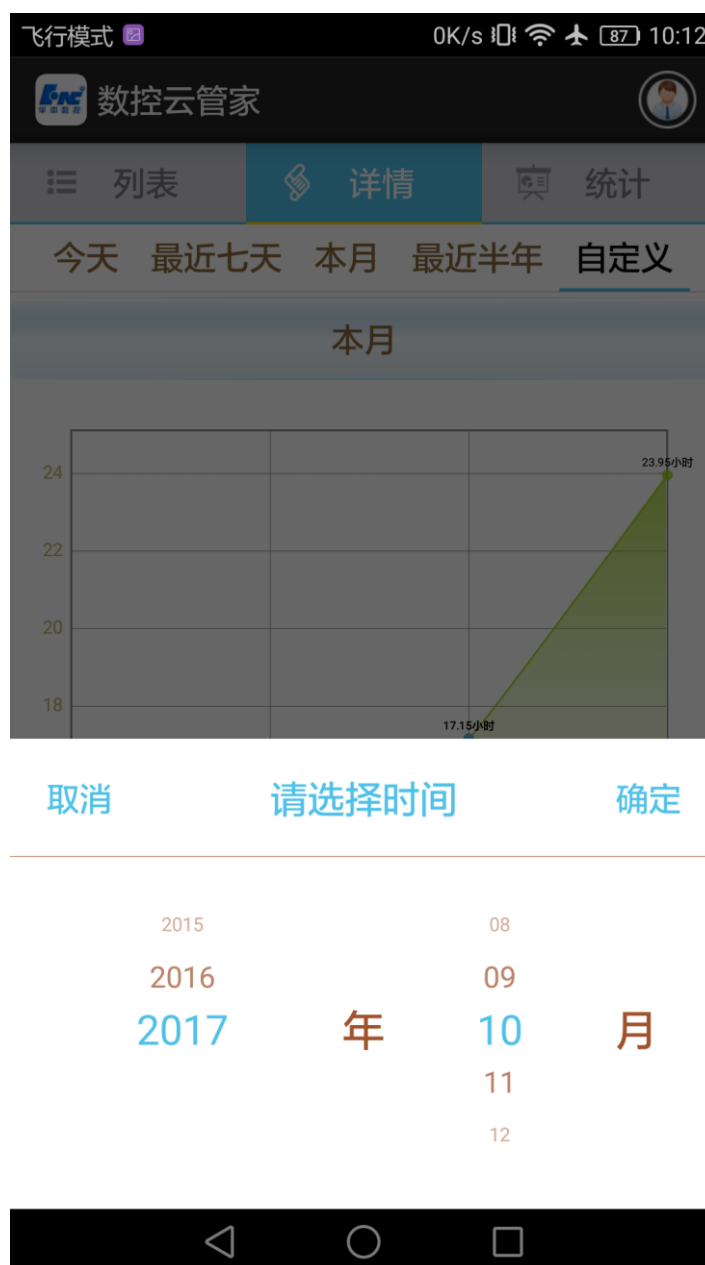 飞行模式 0K/s 87 10:12
数控云管家
列表 详情 统计
今天 最近七天 本月 最近半年 自定义
本月
24
23.95小时
22
20
18
17.15小时
取消 请选择时间 确定
2015 08
2016 09
2017 年 10 月
11
12